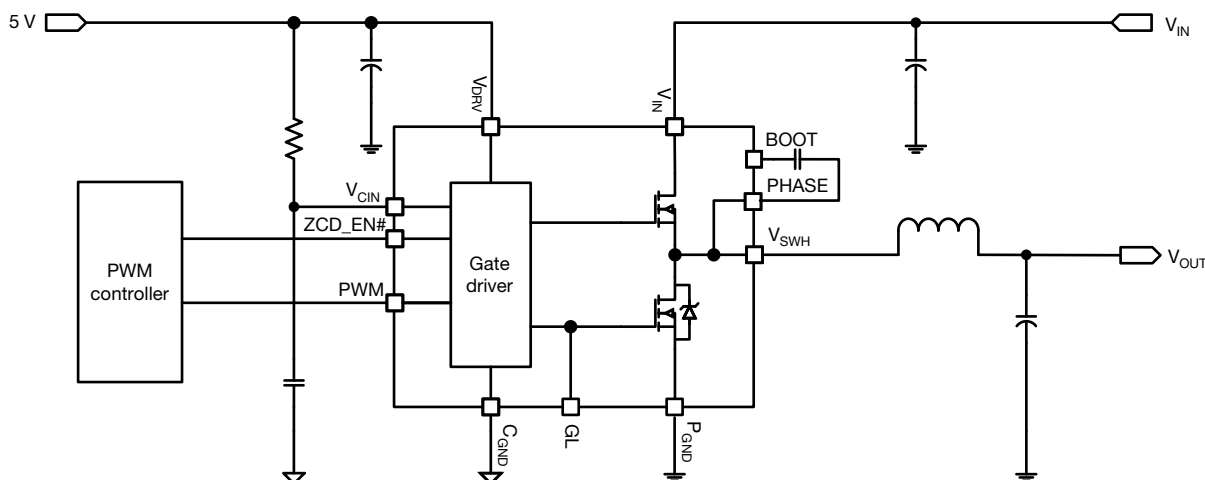 5 V
V_IN
V_DRV
V_IN
BOOT
PHASE
V_CIN
ZCD_EN#
V_SWH
V_OUT
PWM
controller
Gate
driver
PWM
C_GND
GL
P_GND